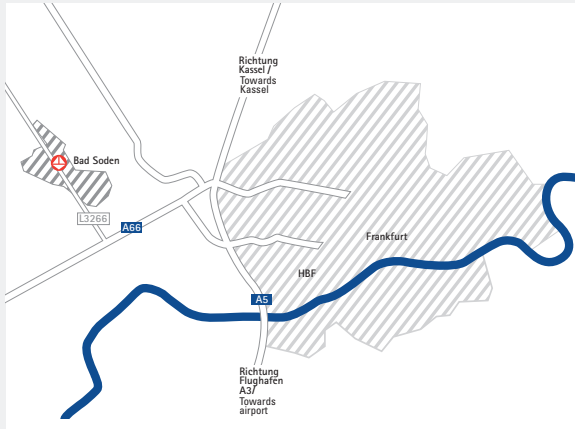 Richtung
Kassel /
Towards
Kassel
Bad Soden
L3266
A66
Frankfurt
HBF
A5
Richtung
Flughafen
A3/
Towards
airport